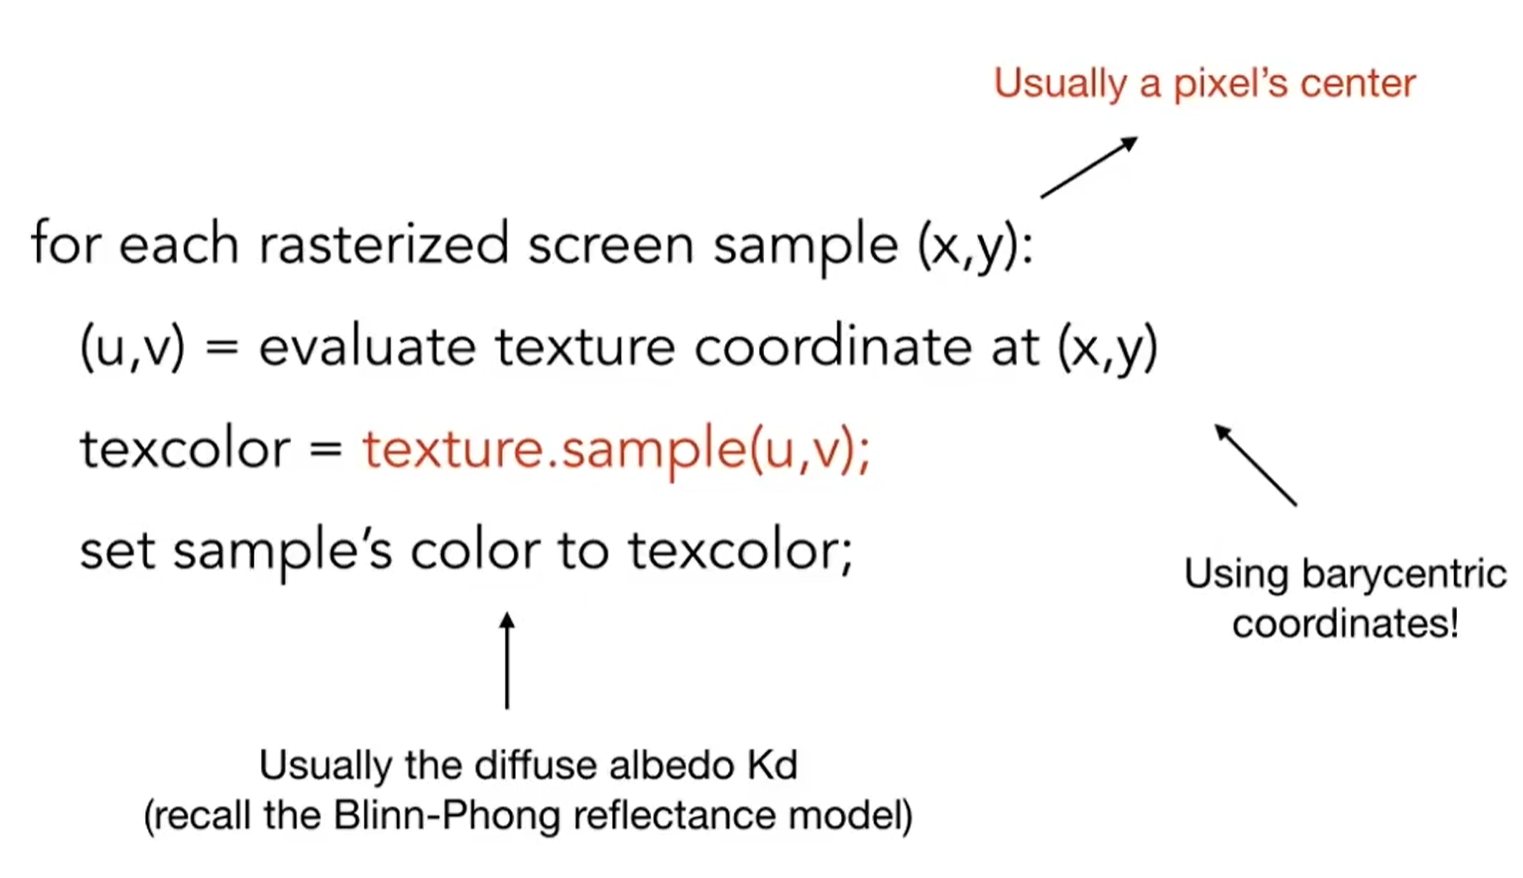 Usually a pixel’s center
for each rasterized screen sample (x,y):
(u,v) = evaluate texture coordinate at (x,y)
texcolor = texture.sample(u,v);
set sample’s color to texcolor;
Using barycentric
coordinates!
Usually the diffuse albedo Kd
(recall the Blinn-Phong reflectance model)